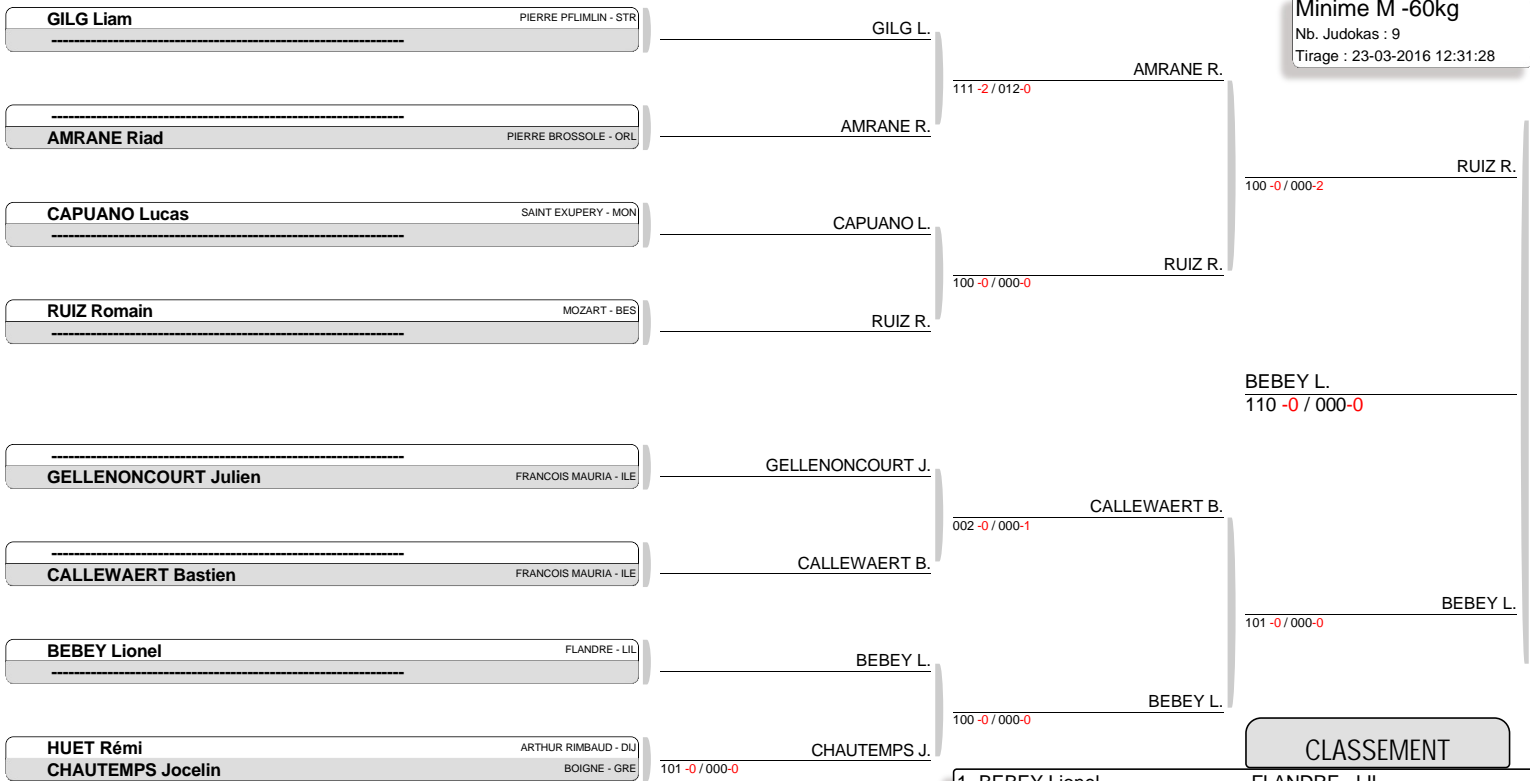 Minime M -60kg
Nb. Judokas : 9
Tirage : 23-03-2016 12:31:28
GILG Liam PIERRE PFLIMLIN - STR
----------------------------------------------------------------------
----------------------------------------------------------------------
AMRANE Riad PIERRE BROSSOLE - ORL
CAPUANO Lucas SAINT EXUPERY - MON
----------------------------------------------------------------------
RUIZ Romain MOZART - BES
----------------------------------------------------------------------
----------------------------------------------------------------------
GELLENONCOURT Julien FRANCOIS MAURIA - ILE
----------------------------------------------------------------------
CALLEWAERT Bastien FRANCOIS MAURIA - ILE
BEBEY Lionel FLANDRE - LIL
----------------------------------------------------------------------
HUET Rémi ARTHUR RIMBAUD - DIJ
CHAUTEMPS Jocelin BOIGNE - GRE
GILG L.
AMRANE R.
CAPUANO L.
RUIZ R.
GELLENONCOURT J.
CALLEWAERT B.
BEBEY L.
CHAUTEMPS J.
101 -0 / 000-0
AMRANE R.
111 -2 / 012-0
RUIZ R.
100 -0 / 000-0
CALLEWAERT B.
002 -0 / 000-1
BEBEY L.
100 -0 / 000-0
RUIZ R.
100 -0 / 000-2
BEBEY L.
110 -0 / 000-0
BEBEY L.
101 -0 / 000-0
CLASSEMENT
1. BEBEY Lionel FLANDRE - LIL